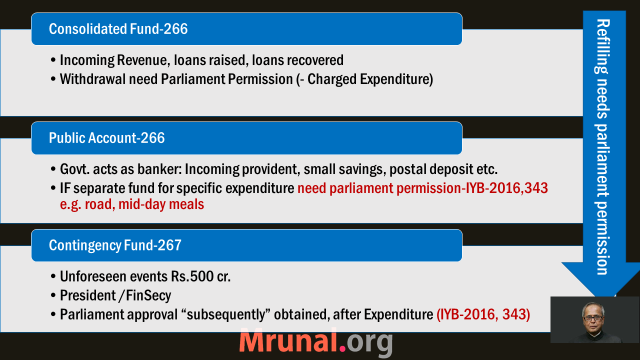 Consolidated Fund-266
• Incoming Revenue, loans raised, loans recovered
• Withdrawal need Parliament Permission (- Charged Expenditure)
Public Account-266
• Govt. acts as banker: Incoming provident, small savings, postal deposit etc.
• IF separate fund for specific expenditure need parliament permission-IYB-2016,343
e.g. road, mid-day meals
Contingency Fund-267
• Unforeseen events Rs.500 cr.
• President /FinSecy
• Parliament approval “subsequently” obtained, after Expenditure (IYB-2016, 343)
Refilling needs parliament permission
Mrunal.org